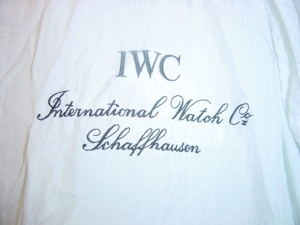 IWC
International Watch Co
Schaffhausen